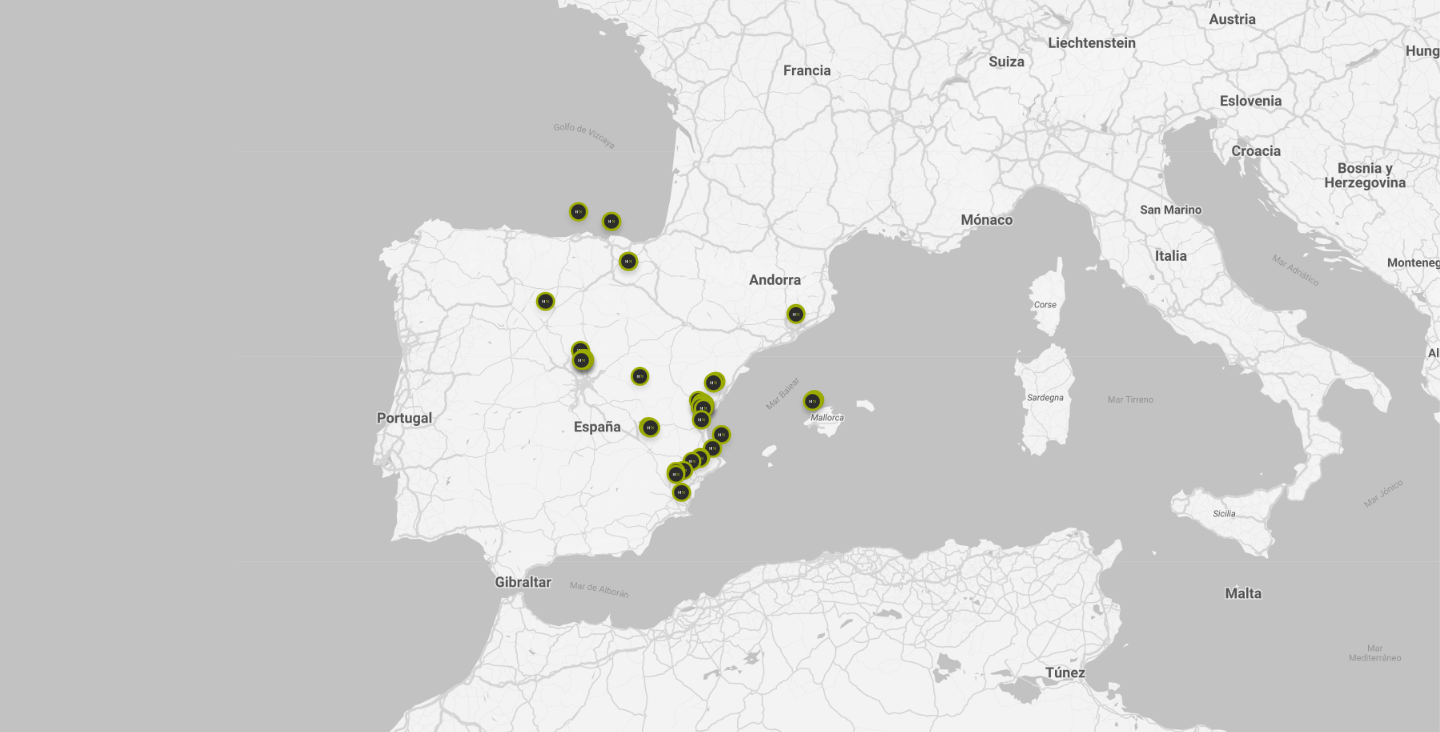 Austria
Liechtenstein
Hung
Suiza
Francia
Eslovenia
Golfo de Vizcaya
Croacia
Bosnia y
Herzegovina
San Marino
Mónaco
Italia
Mar Adriático
Monteneg
Andorra
Corse
Al
Mar Balear
Sardegna
Mar Tirreno
Portugal
Mallorca
España
Mar Jónico
Sicilia
Gibraltar
Mar de Alborán
Malta
Mar
Mediterráneo
Túnez